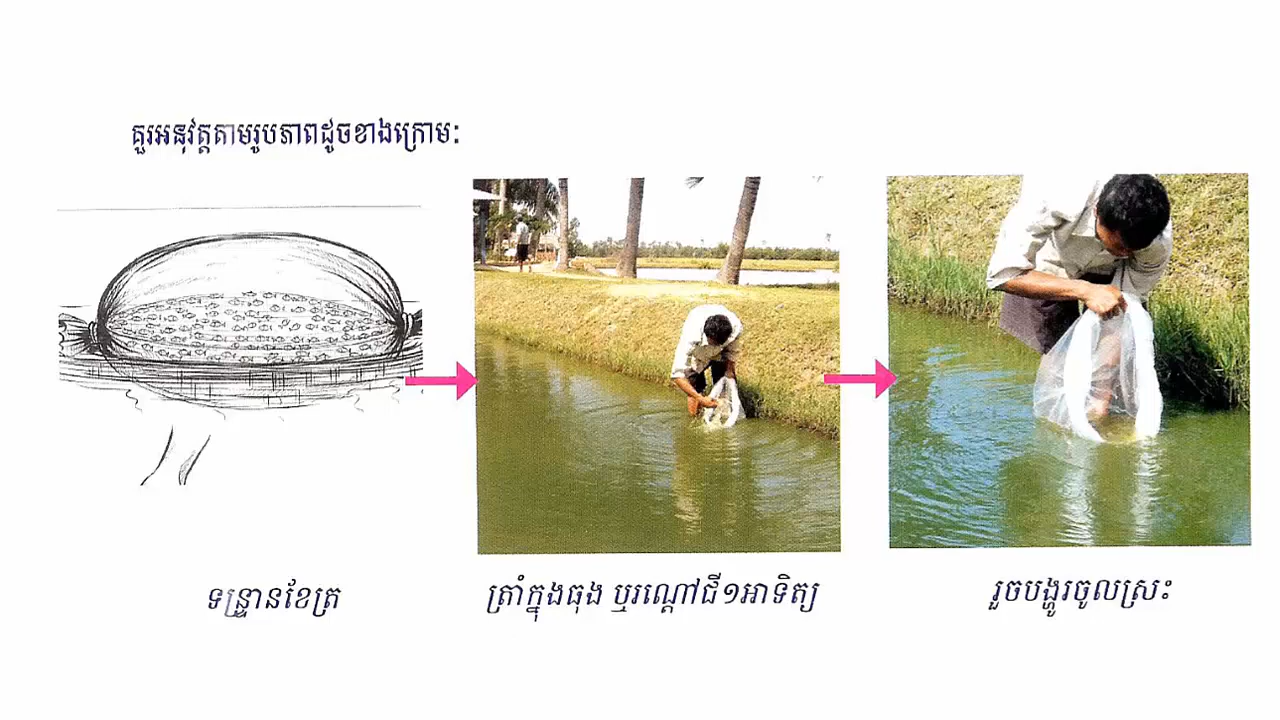 គួរអនុវត្តតាមរូបភាពដូចខាងក្រោម:
ទន្ទ្រានខែត្រ
ត្រាំក្នុងធុង ឬរណ្តៅជី១អាទិត្យ
រួចបង្ហូរចូលស្រះ